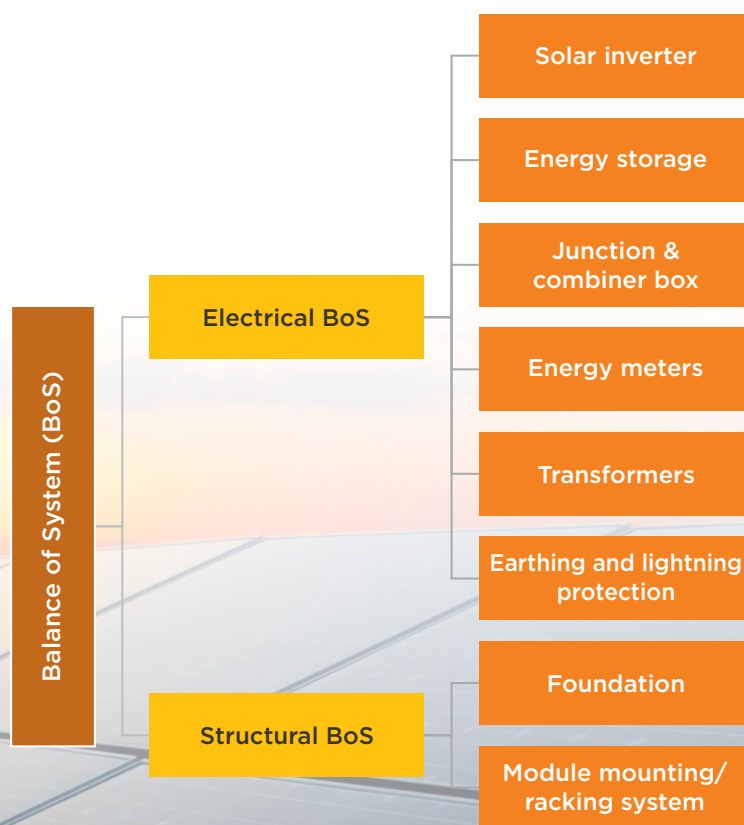 Balance of System (BoS)
Electrical BoS
Solar inverter
Energy storage
Junction &
combiner box
Energy meters
Transformers
Earthing and lightning
protection
Structural BoS
Foundation
Module mounting/
racking system